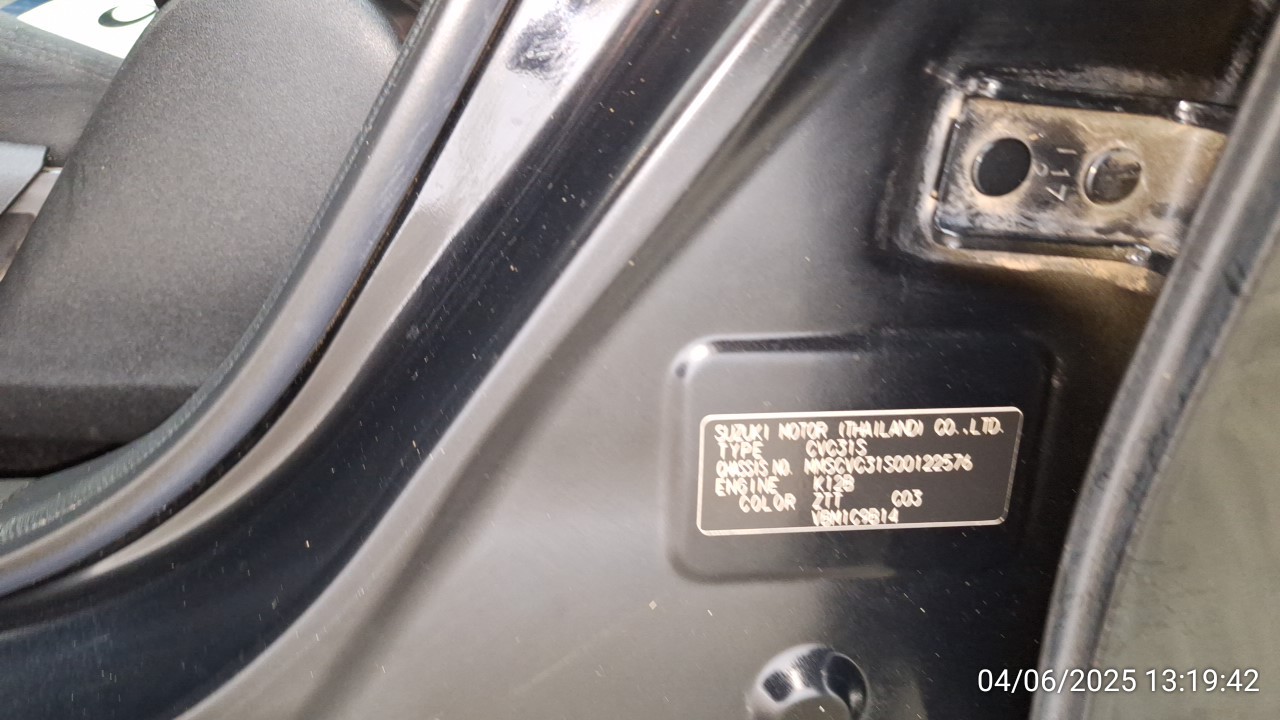 117
SUZUKI MOTOR (THAILAND) CO.,LTD.
TYPE CVC31S
CHASSIS NO. MMSCVC31S00122576
ENGINE K12B
COLOR ZTT C03
VBN1C9B14
04/06/2025 13:19:42